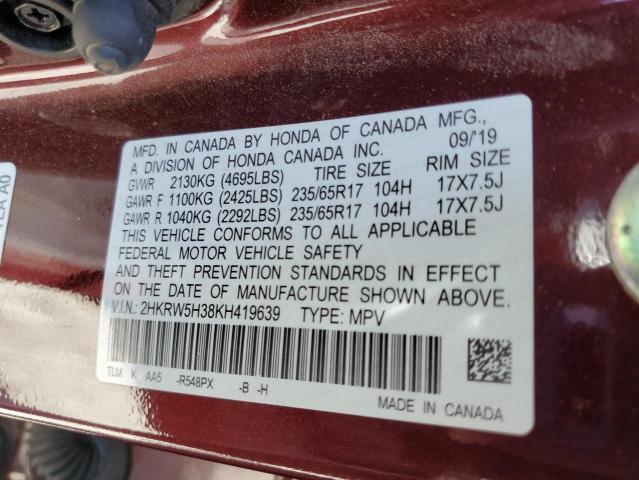 MFD. IN CANADA BY HONDA OF CANADA MFG.,
A DIVISION OF HONDA CANADA INC. 09/19
GVWR 2130KG (4695LBS) TIRE SIZE RIM SIZE
GAWR F 1100KG (2425LBS) 235/65R17 104H 17X7.5J
GAWR R 1040KG (2292LBS) 235/65R17 104H 17X7.5J
THIS VEHICLE CONFORMS TO ALL APPLICABLE
FEDERAL MOTOR VEHICLE SAFETY
AND THEFT PREVENTION STANDARDS IN EFFECT
ON THE DATE OF MANUFACTURE SHOWN ABOVE.
V.I.N.: 2HKRW5H38KH419639 TYPE: MPV
TLM K AA5 -R548PX -B -H
MADE IN CANADA